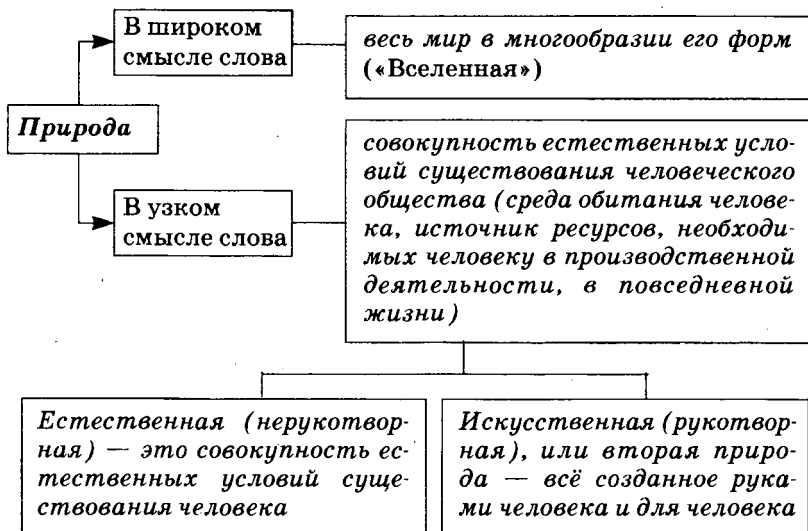 В широком
смысле слова
весь мир в многообразии его форм
(«Вселенная»)
Природа
В узком
смысле слова
совокупность естественных усло-
вий существования человеческого
общества (среда обитания челове-
ка, источник ресурсов, необходи-
мых человеку в производственной
деятельности, в повседневной
жизни)
Естественная (нерукотвор-
ная) — это совокупность ес-
тественных условий суще-
ствования человека
Искусственная (рукотвор-
ная), или вторая приро-
да — всё созданное рука-
ми человека и для человека